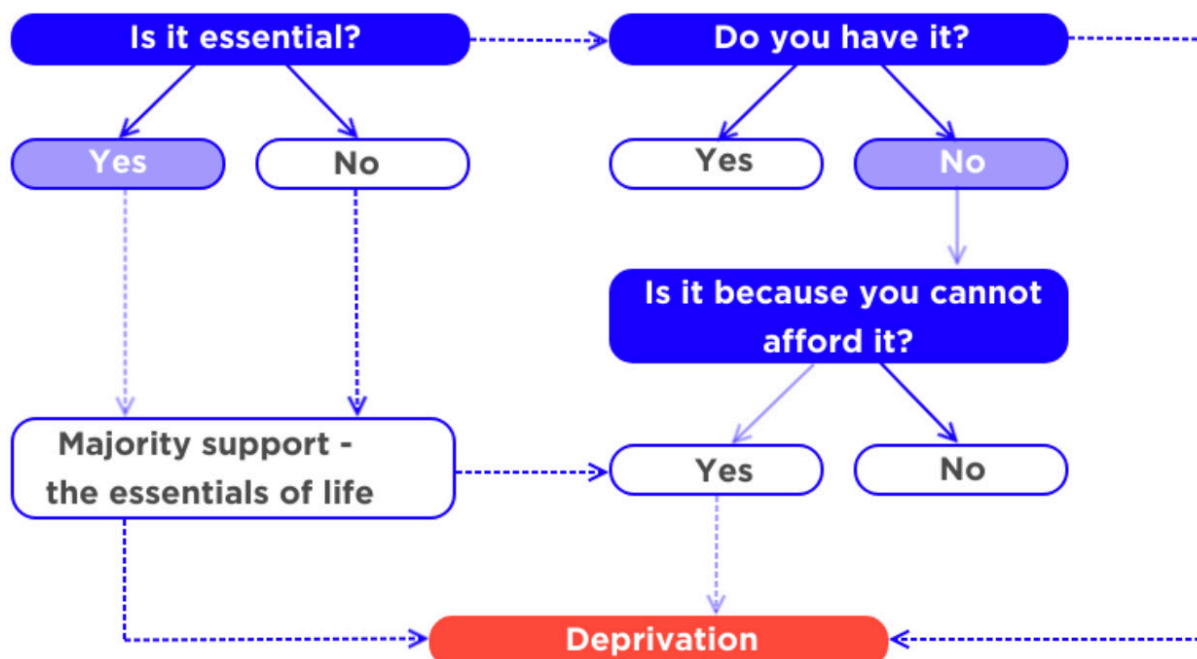 Is it essential?
Do you have it?
Yes
No
Yes
No
Is it because you cannot
afford it?
Majority support -
the essentials of life
Yes
No
Deprivation